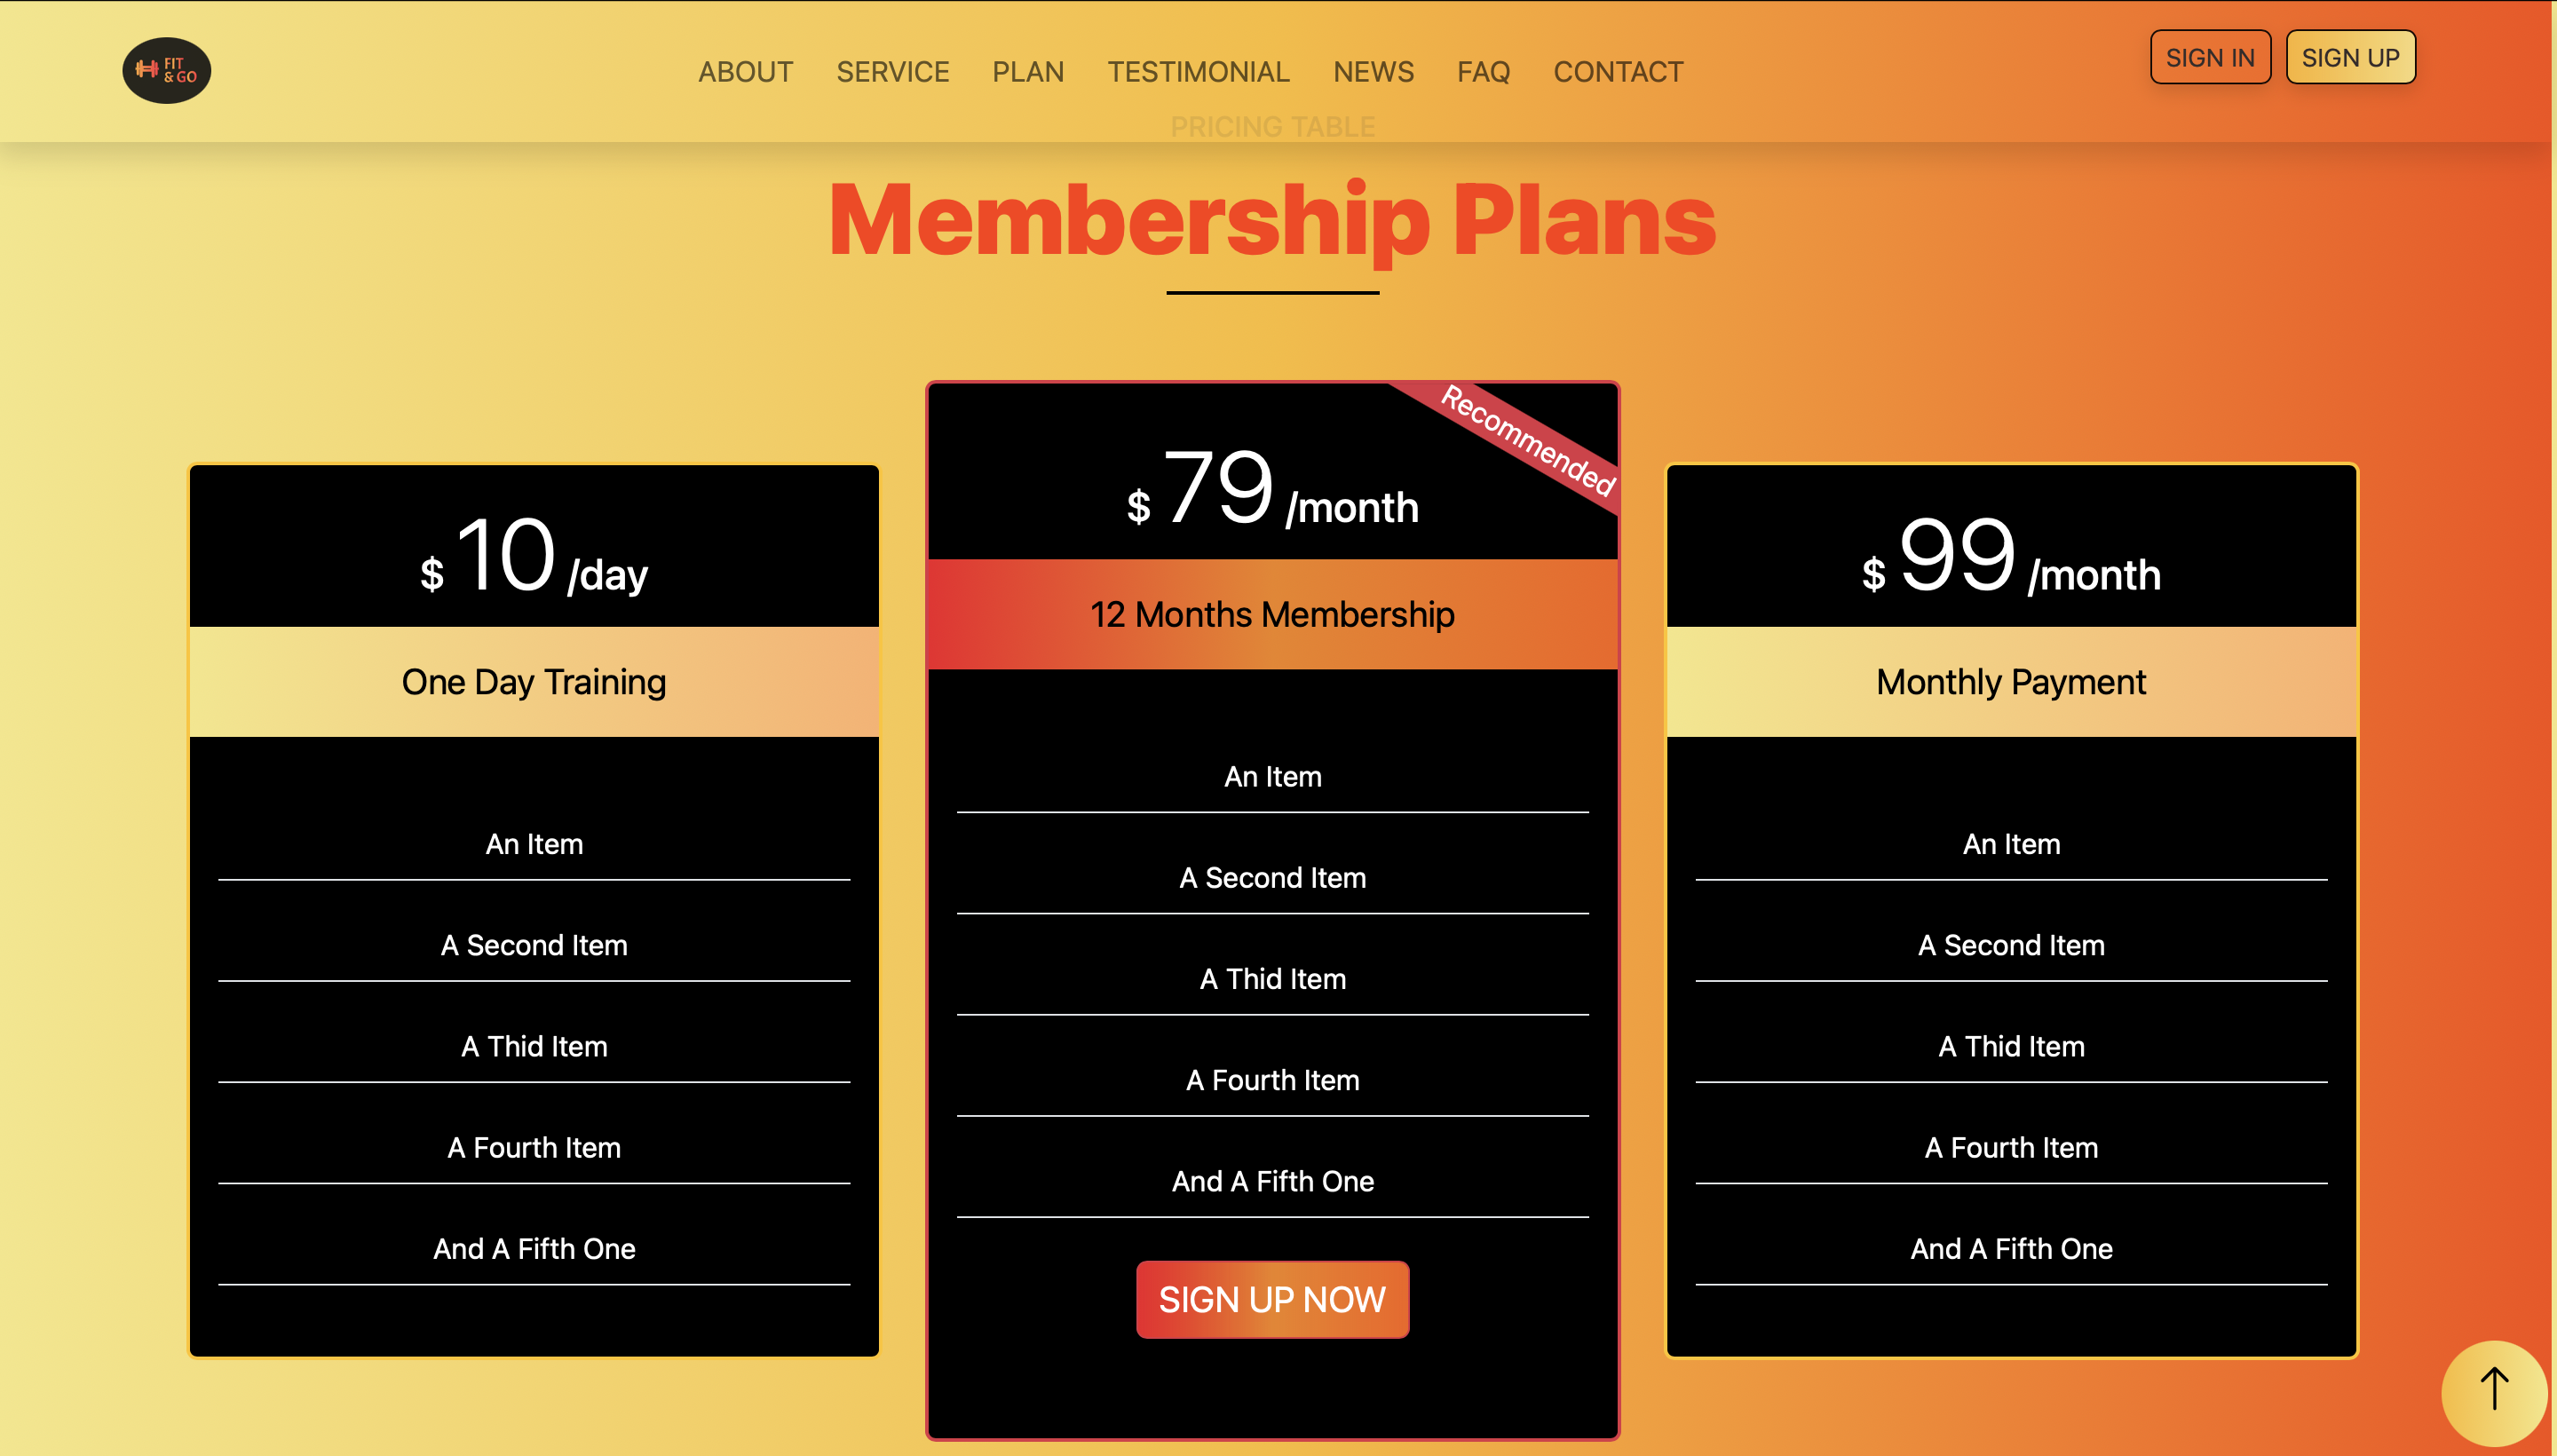 FIT
& GO
ABOUT SERVICE PLAN TESTIMONIAL NEWS FAQ CONTACT
SIGN IN SIGN UP
PRICING TABLE
Membership Plans
$ 10 /day
One Day Training
An Item
A Second Item
A Thid Item
A Fourth Item
And A Fifth One
Recommended
$ 79 /month
12 Months Membership
An Item
A Second Item
A Thid Item
A Fourth Item
And A Fifth One
SIGN UP NOW
$ 99 /month
Monthly Payment
An Item
A Second Item
A Thid Item
A Fourth Item
And A Fifth One